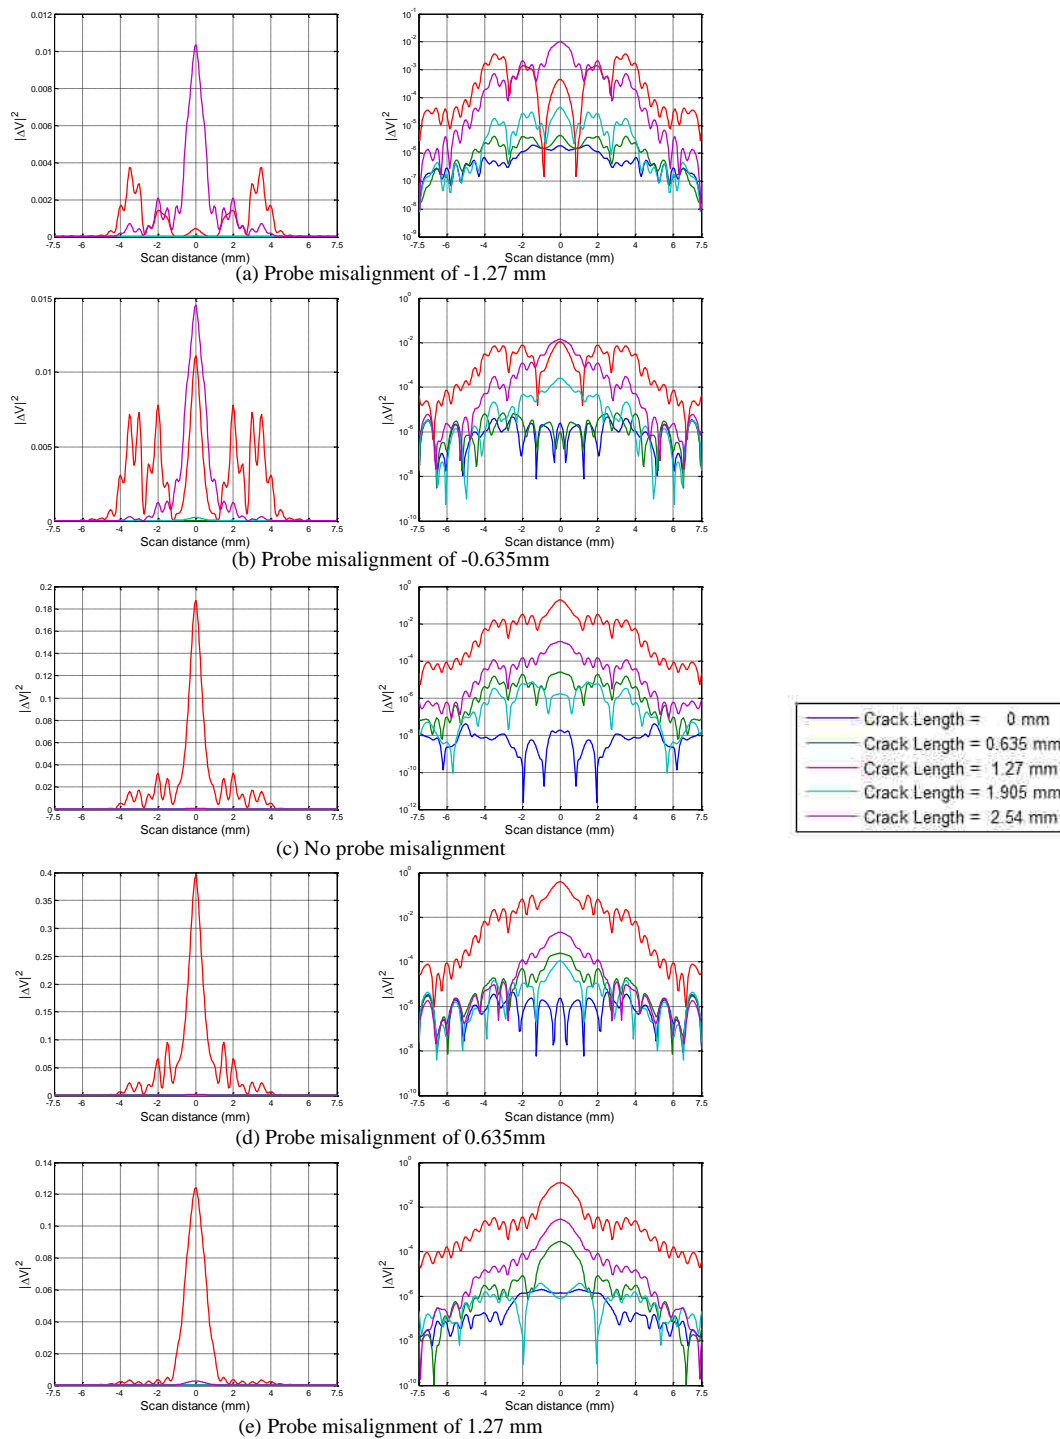 0.012
0.01
0.008
0.006
0.004
0.002
0
|ΔV|²
-7.5 -6 -4 -2 0 2 4 6 7.5
Scan distance (mm)
10⁻¹
10⁻²
10⁻³
10⁻⁴
10⁻⁵
10⁻⁶
10⁻⁷
10⁻⁸
10⁻⁹
|ΔV|²
-7.5 -6 -4 -2 0 2 4 6 7.5
Scan distance (mm)
(a) Probe misalignment of -1.27 mm
0.015
0.01
0.005
0
|ΔV|²
-7.5 -6 -4 -2 0 2 4 6 7.5
Scan distance (mm)
10⁰
10⁻²
10⁻⁴
10⁻⁶
10⁻⁸
10⁻¹⁰
|ΔV|²
-7.5 -6 -4 -2 0 2 4 6 7.5
Scan distance (mm)
(b) Probe misalignment of -0.635mm
0.2
0.18
0.16
0.14
0.12
0.1
0.08
0.06
0.04
0.02
0
|ΔV|²
-7.5 -6 -4 -2 0 2 4 6 7.5
Scan distance (mm)
10⁰
10⁻²
10⁻⁴
10⁻⁶
10⁻⁸
10⁻¹⁰
10⁻¹²
|ΔV|²
-7.5 -6 -4 -2 0 2 4 6 7.5
Scan distance (mm)
(c) No probe misalignment
Crack Length = 0 mm
Crack Length = 0.635 mm
Crack Length = 1.27 mm
Crack Length = 1.905 mm
Crack Length = 2.54 mm
0.4
0.35
0.3
0.25
0.2
0.15
0.1
0.05
0
|ΔV|²
-7.5 -6 -4 -2 0 2 4 6 7.5
Scan distance (mm)
10⁰
10⁻²
10⁻⁴
10⁻⁶
10⁻⁸
10⁻¹⁰
|ΔV|²
-7.5 -6 -4 -2 0 2 4 6 7.5
Scan distance (mm)
(d) Probe misalignment of 0.635mm
0.14
0.12
0.1
0.08
0.06
0.04
0.02
0
|ΔV|²
-7.5 -6 -4 -2 0 2 4 6 7.5
Scan distance (mm)
10⁰
10⁻²
10⁻⁴
10⁻⁶
10⁻⁸
10⁻¹⁰
|ΔV|²
-7.5 -6 -4 -2 0 2 4 6 7.5
Scan distance (mm)
(e) Probe misalignment of 1.27 mm